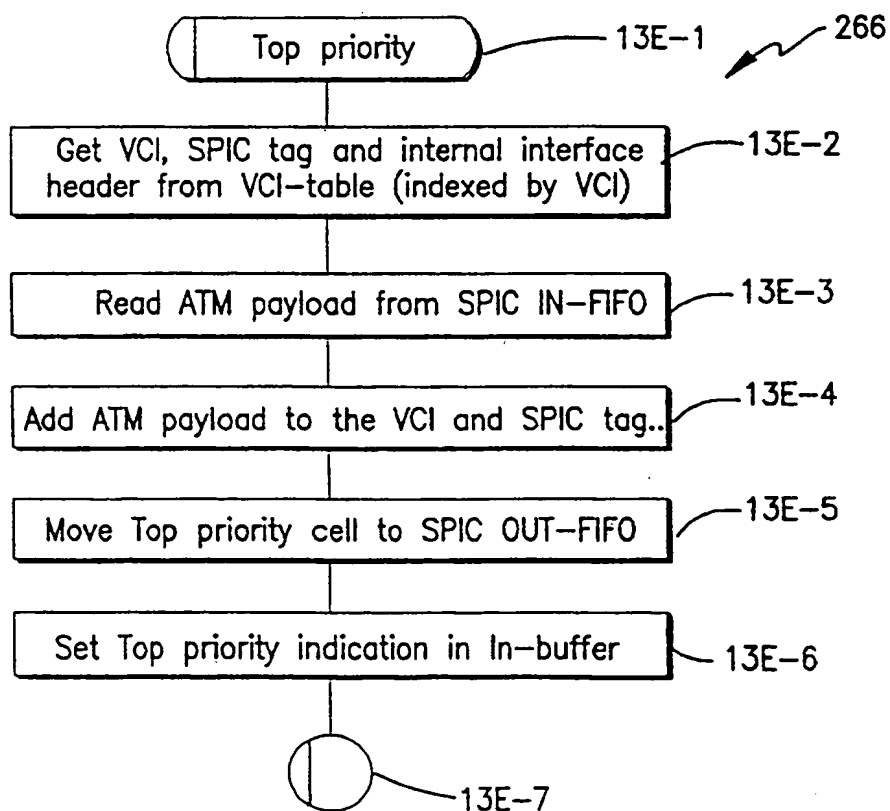 266
Top priority
13E-1
Get VCI, SPIC tag and internal interface
header from VCI-table (indexed by VCI)
13E-2
Read ATM payload from SPIC IN-FIFO
13E-3
Add ATM payload to the VCI and SPIC tag..
13E-4
Move Top priority cell to SPIC OUT-FIFO
13E-5
Set Top priority indication in In-buffer
13E-6
13E-7